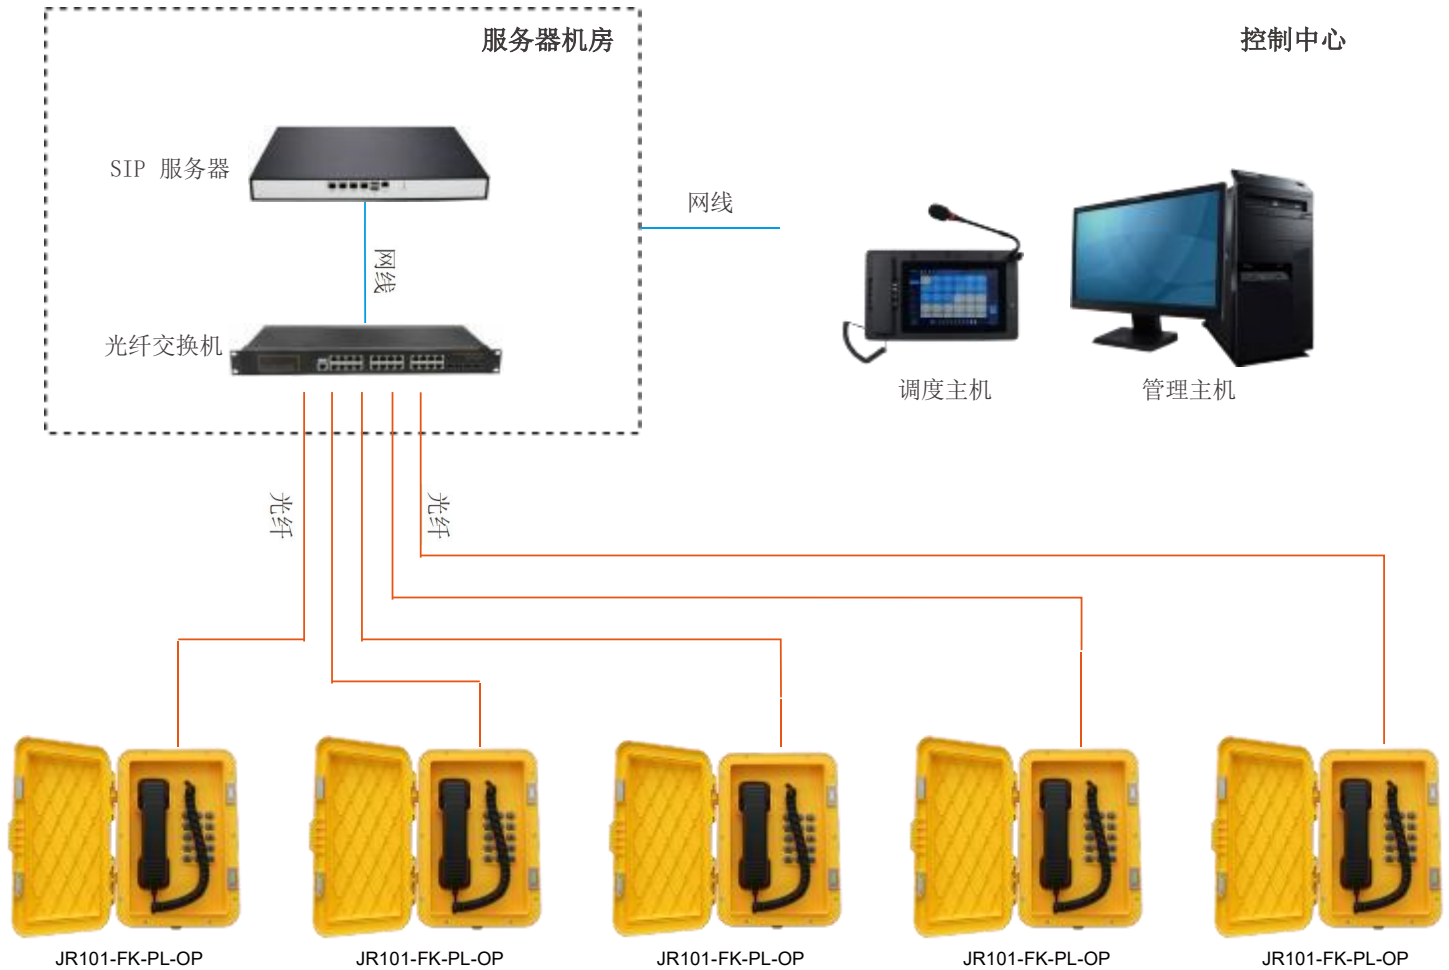 服务器机房
控制中心
SIP 服务器
网线
网线
光纤交换机
调度主机
管理主机
光纤
光纤
JR101-FK-PL-OP
JR101-FK-PL-OP
JR101-FK-PL-OP
JR101-FK-PL-OP
JR101-FK-PL-OP